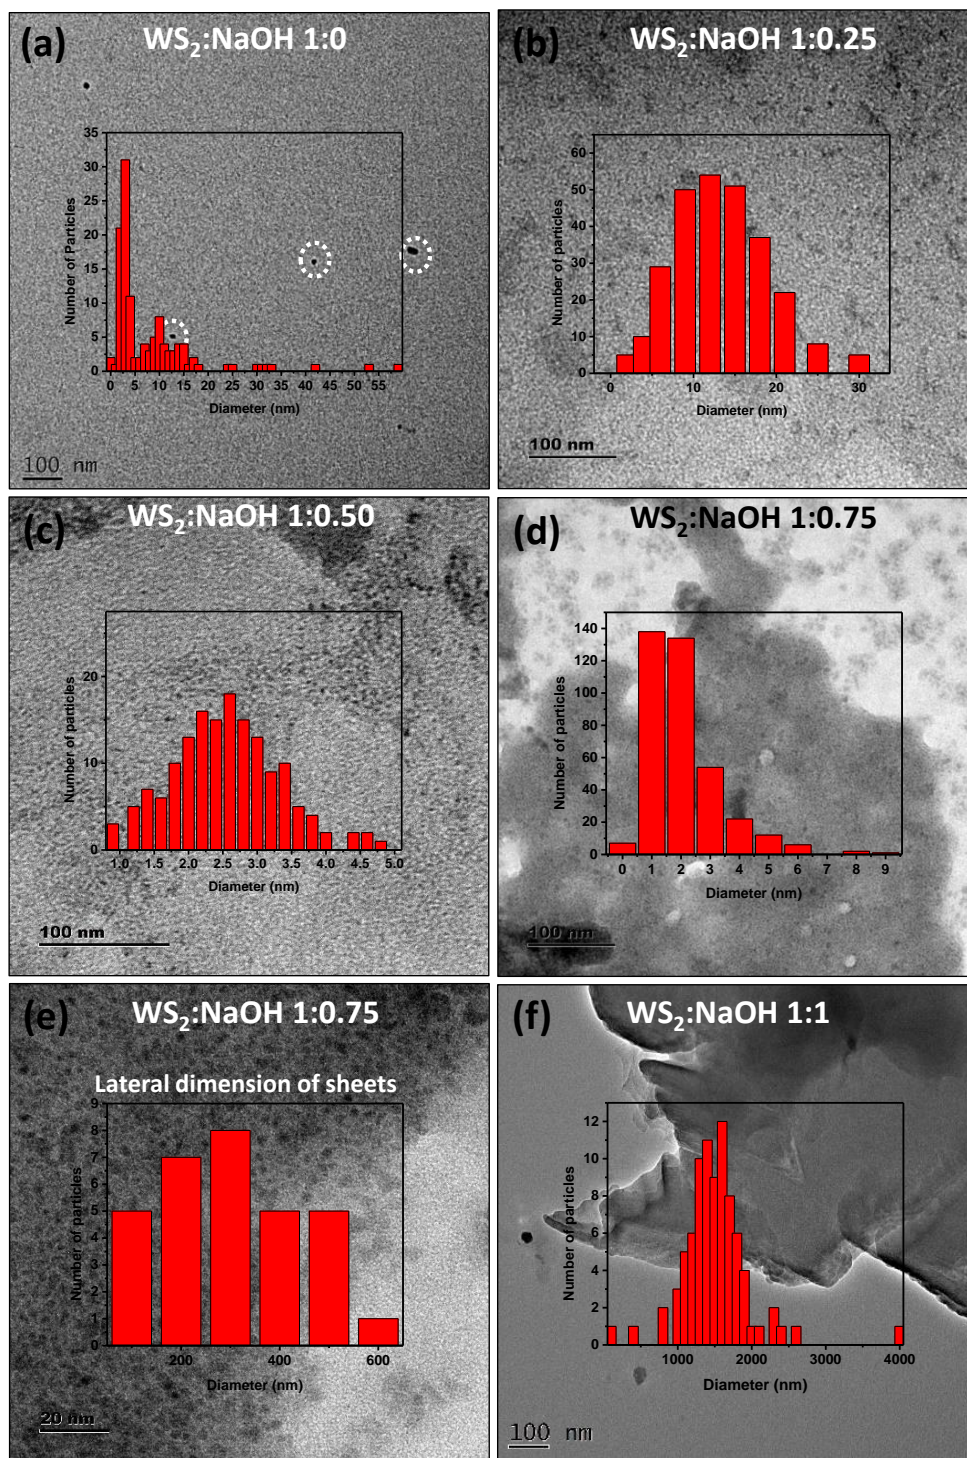 (a) WS₂:NaOH 1:0
35
30
25
20
15
10
5
0
Number of Particles
0 5 10 15 20 25 30 35 40 45 50 55
Diameter (nm)
100 nm
(b) WS₂:NaOH 1:0.25
60
50
40
30
20
10
0
Number of particles
0 10 20 30
Diameter (nm)
100 nm
(c) WS₂:NaOH 1:0.50
20
10
0
Number of particles
1.0 1.5 2.0 2.5 3.0 3.5 4.0 4.5 5.0
Diameter (nm)
100 nm
(d) WS₂:NaOH 1:0.75
140
120
100
80
60
40
20
0
Number of particles
0 1 2 3 4 5 6 7 8 9
Diameter (nm)
100 nm
(e) WS₂:NaOH 1:0.75
Lateral dimension of sheets
9
8
7
6
5
4
3
2
1
0
Number of particles
200 400 600
Diameter (nm)
20 nm
(f) WS₂:NaOH 1:1
12
10
8
6
4
2
0
Number of particles
1000 2000 3000 4000
Diameter (nm)
100 nm